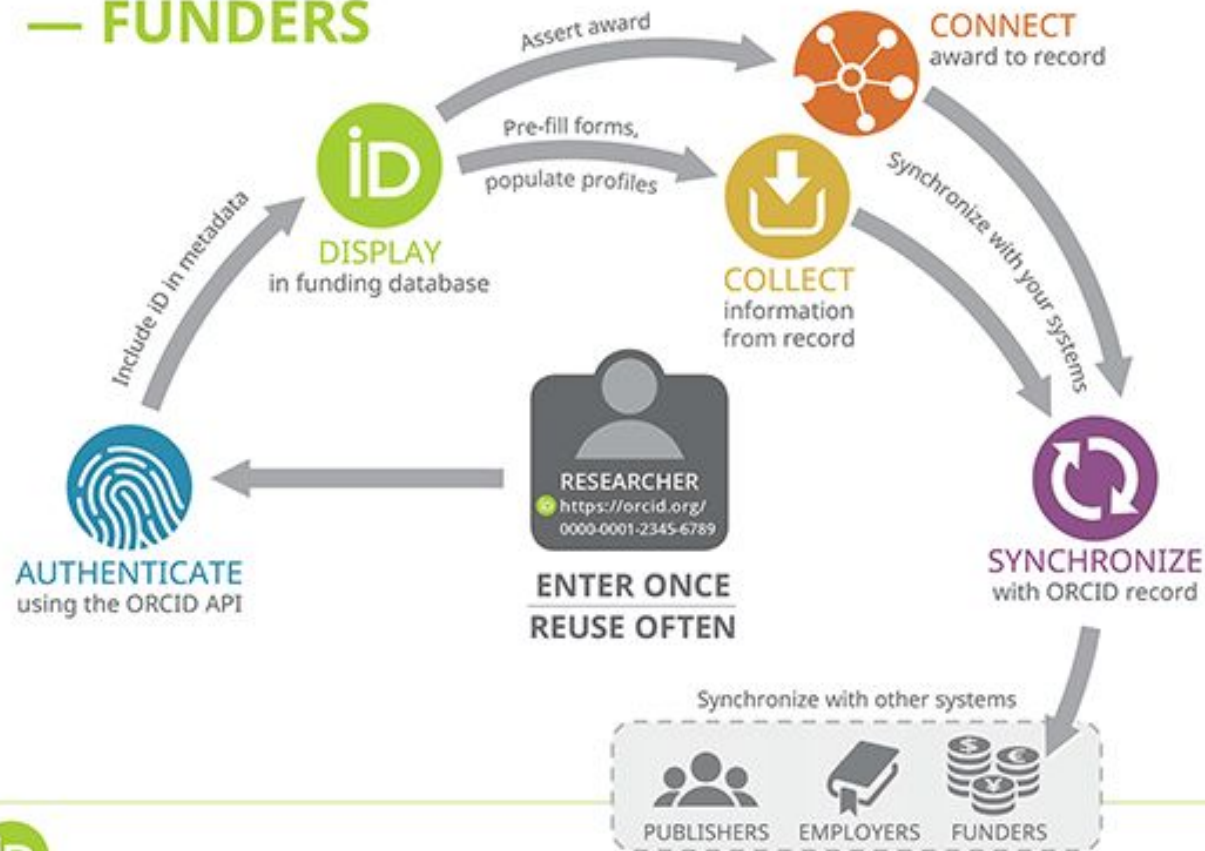 — FUNDERS
Assert award
CONNECT
award to record
iD
Pre-fill forms,
populate profiles
DISPLAY
in funding database
Include iD in metadata
COLLECT
information
from record
Synchronize with your systems
RESEARCHER
iD https://orcid.org/
0000-0001-2345-6789
AUTHENTICATE
using the ORCID API
ENTER ONCE
REUSE OFTEN
SYNCHRONIZE
with ORCID record
Synchronize with other systems
$ € ¥
PUBLISHERS EMPLOYERS FUNDERS
iD